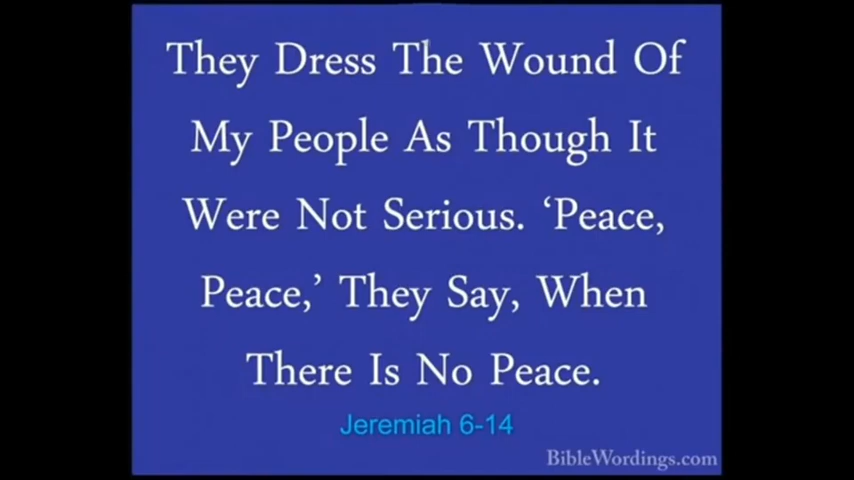 They Dress The Wound Of
My People As Though It
Were Not Serious. ‘Peace,
Peace,’ They Say, When
There Is No Peace.
Jeremiah 6-14
BibleWordings.com